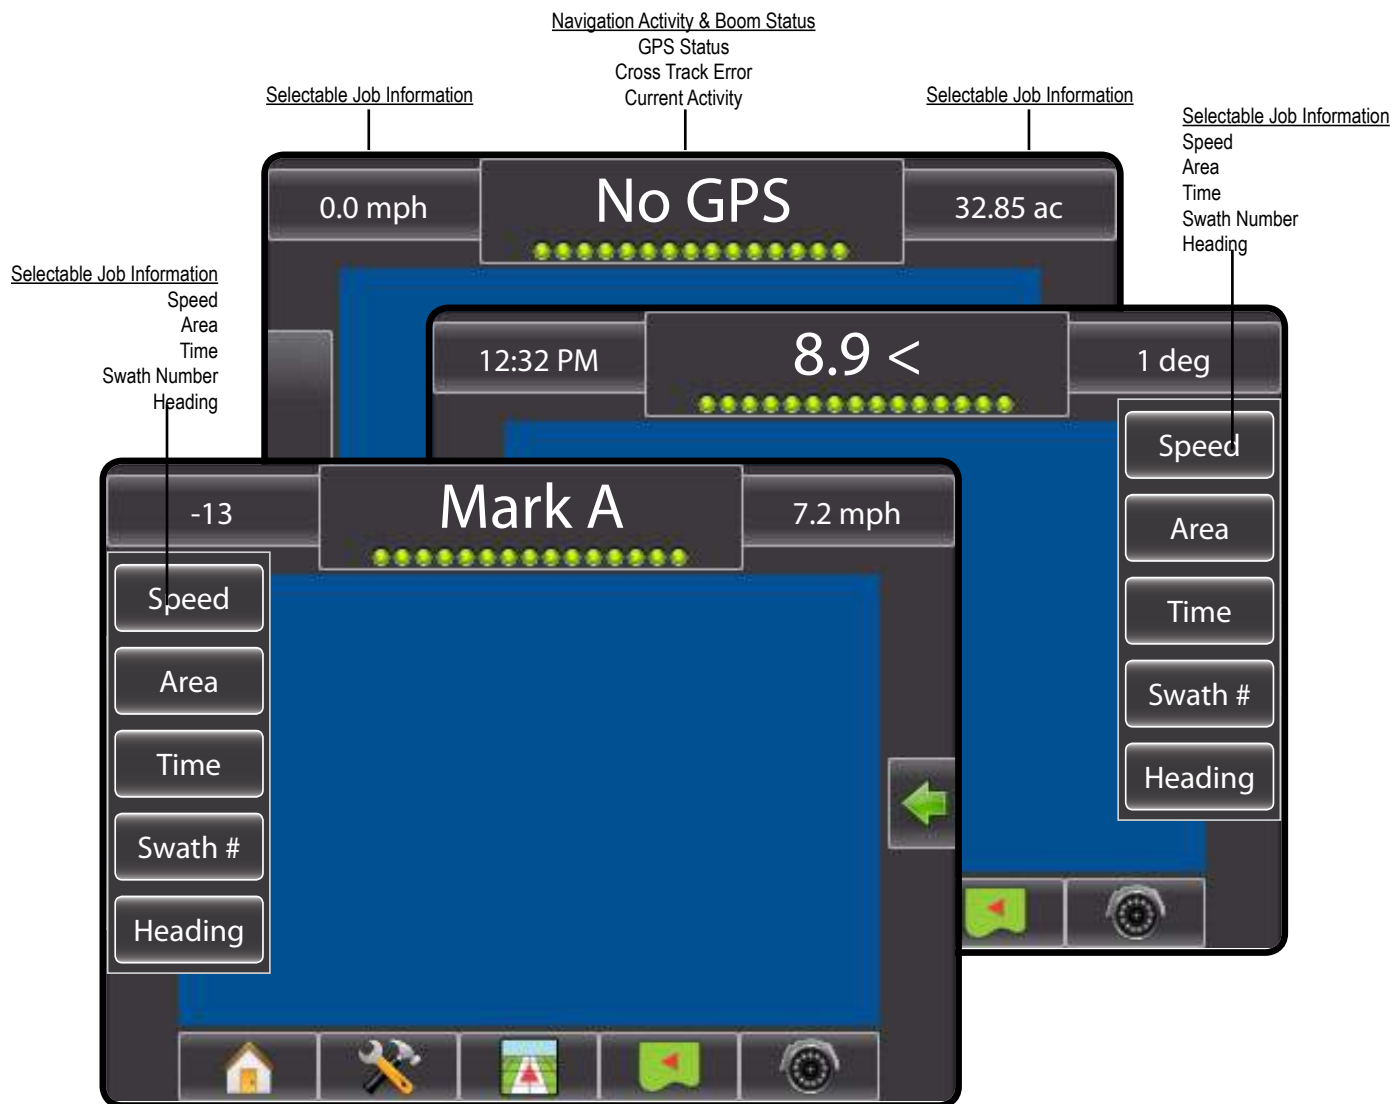 Navigation Activity & Boom Status
GPS Status
Cross Track Error
Current Activity
Selectable Job Information
Selectable Job Information
Selectable Job Information
Speed
Area
Time
Swath Number
Heading
0.0 mph
No GPS
32.85 ac
Selectable Job Information
Speed
Area
Time
Swath Number
Heading
12:32 PM
8.9 <
1 deg
Speed
Area
Time
Swath #
Heading
-13
Mark A
7.2 mph
Speed
Area
Time
Swath #
Heading